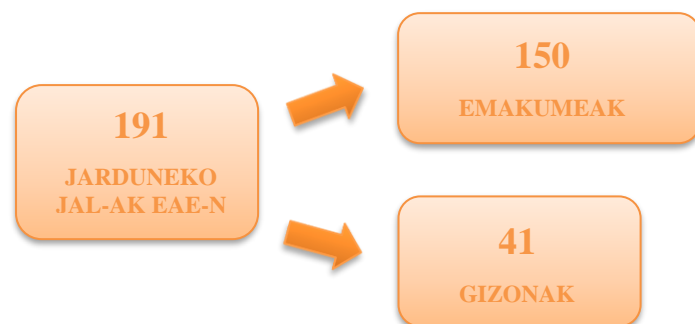 191
JARDUNEKO
JAL-AK EAE-N
150
EMAKUMEAK
41
GIZONAK